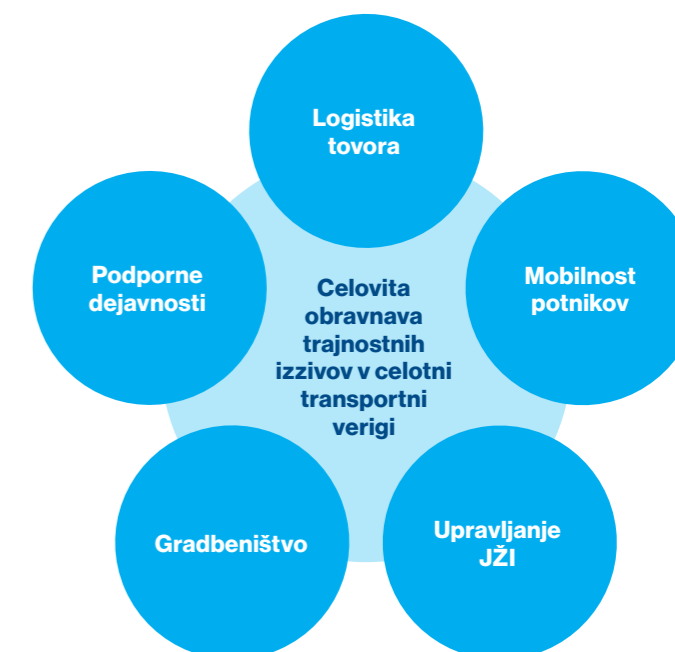 Logistika
tovora
Podporne
dejavnosti
Mobilnost
potnikov
Celovita
obravnava
trajnostnih
izzivov v celotni
transportni
verigi
Gradbeništvo
Upravljanje
JŽI